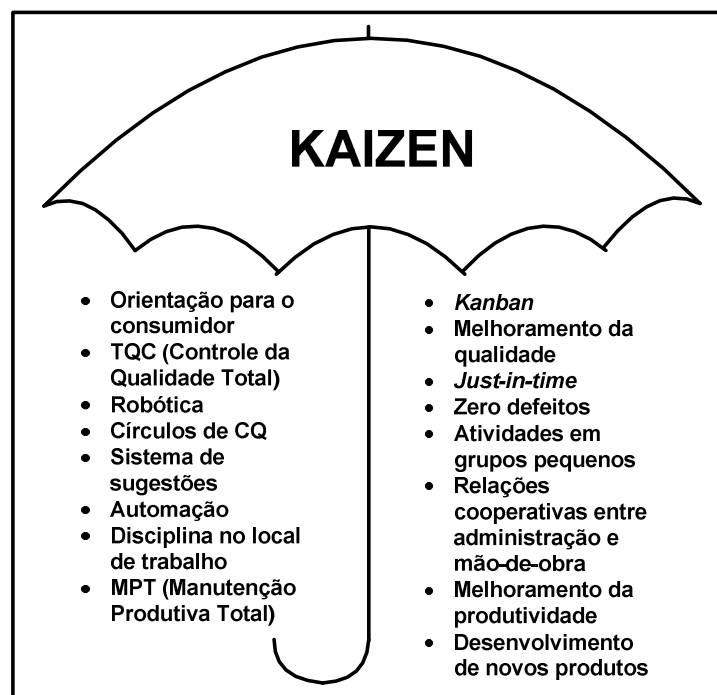 KAIZEN
• Orientação para o
consumidor
• TQC (Controle da
Qualidade Total)
• Robótica
• Círculos de CQ
• Sistema de
sugestões
• Automação
• Disciplina no local
de trabalho
• MPT (Manutenção
Produtiva Total)
• Kanban
• Melhoramento da
qualidade
• Just-in-time
• Zero defeitos
• Atividades em
grupos pequenos
• Relações
cooperativas entre
administração e
mão-de-obra
• Melhoramento da
produtividade
• Desenvolvimento
de novos produtos